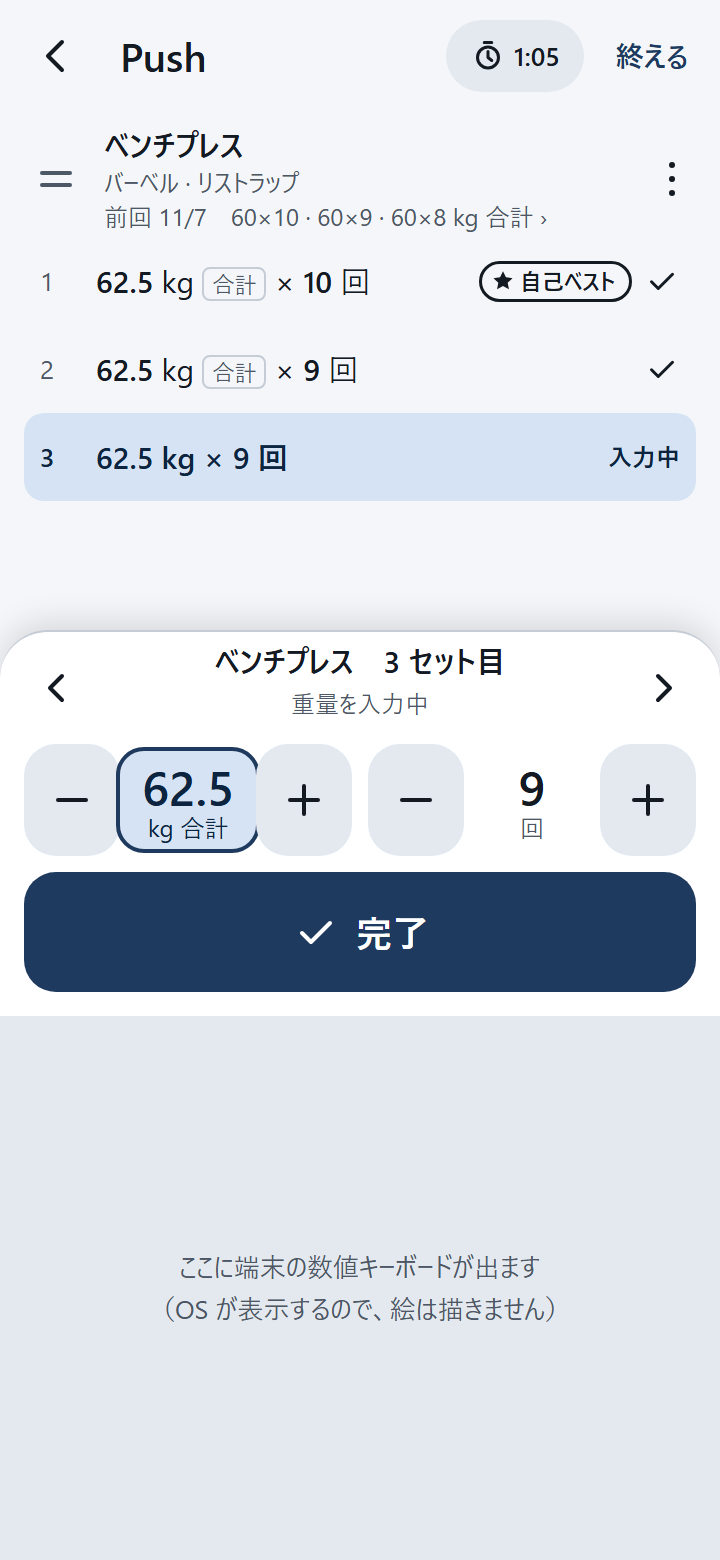 Push
1:05
終える
ベンチプレス
バーベル · リストラップ
前回 11/7 60×10 · 60×9 · 60×8 kg 合計 ›
1 62.5 kg 合計 × 10 回 ★ 自己ベスト
2 62.5 kg 合計 × 9 回
3 62.5 kg × 9 回 入力中
ベンチプレス 3 セット目
重量を入力中
62.5
kg 合計
9
回
完了
ここに端末の数値キーボードが出ます
（OS が表示するので、絵は描きません）